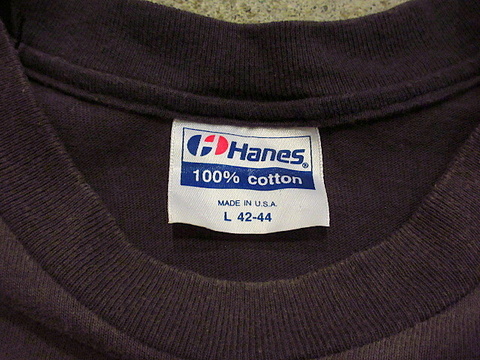 Hanes®
100% cotton
MADE IN U.S.A.
L 42-44